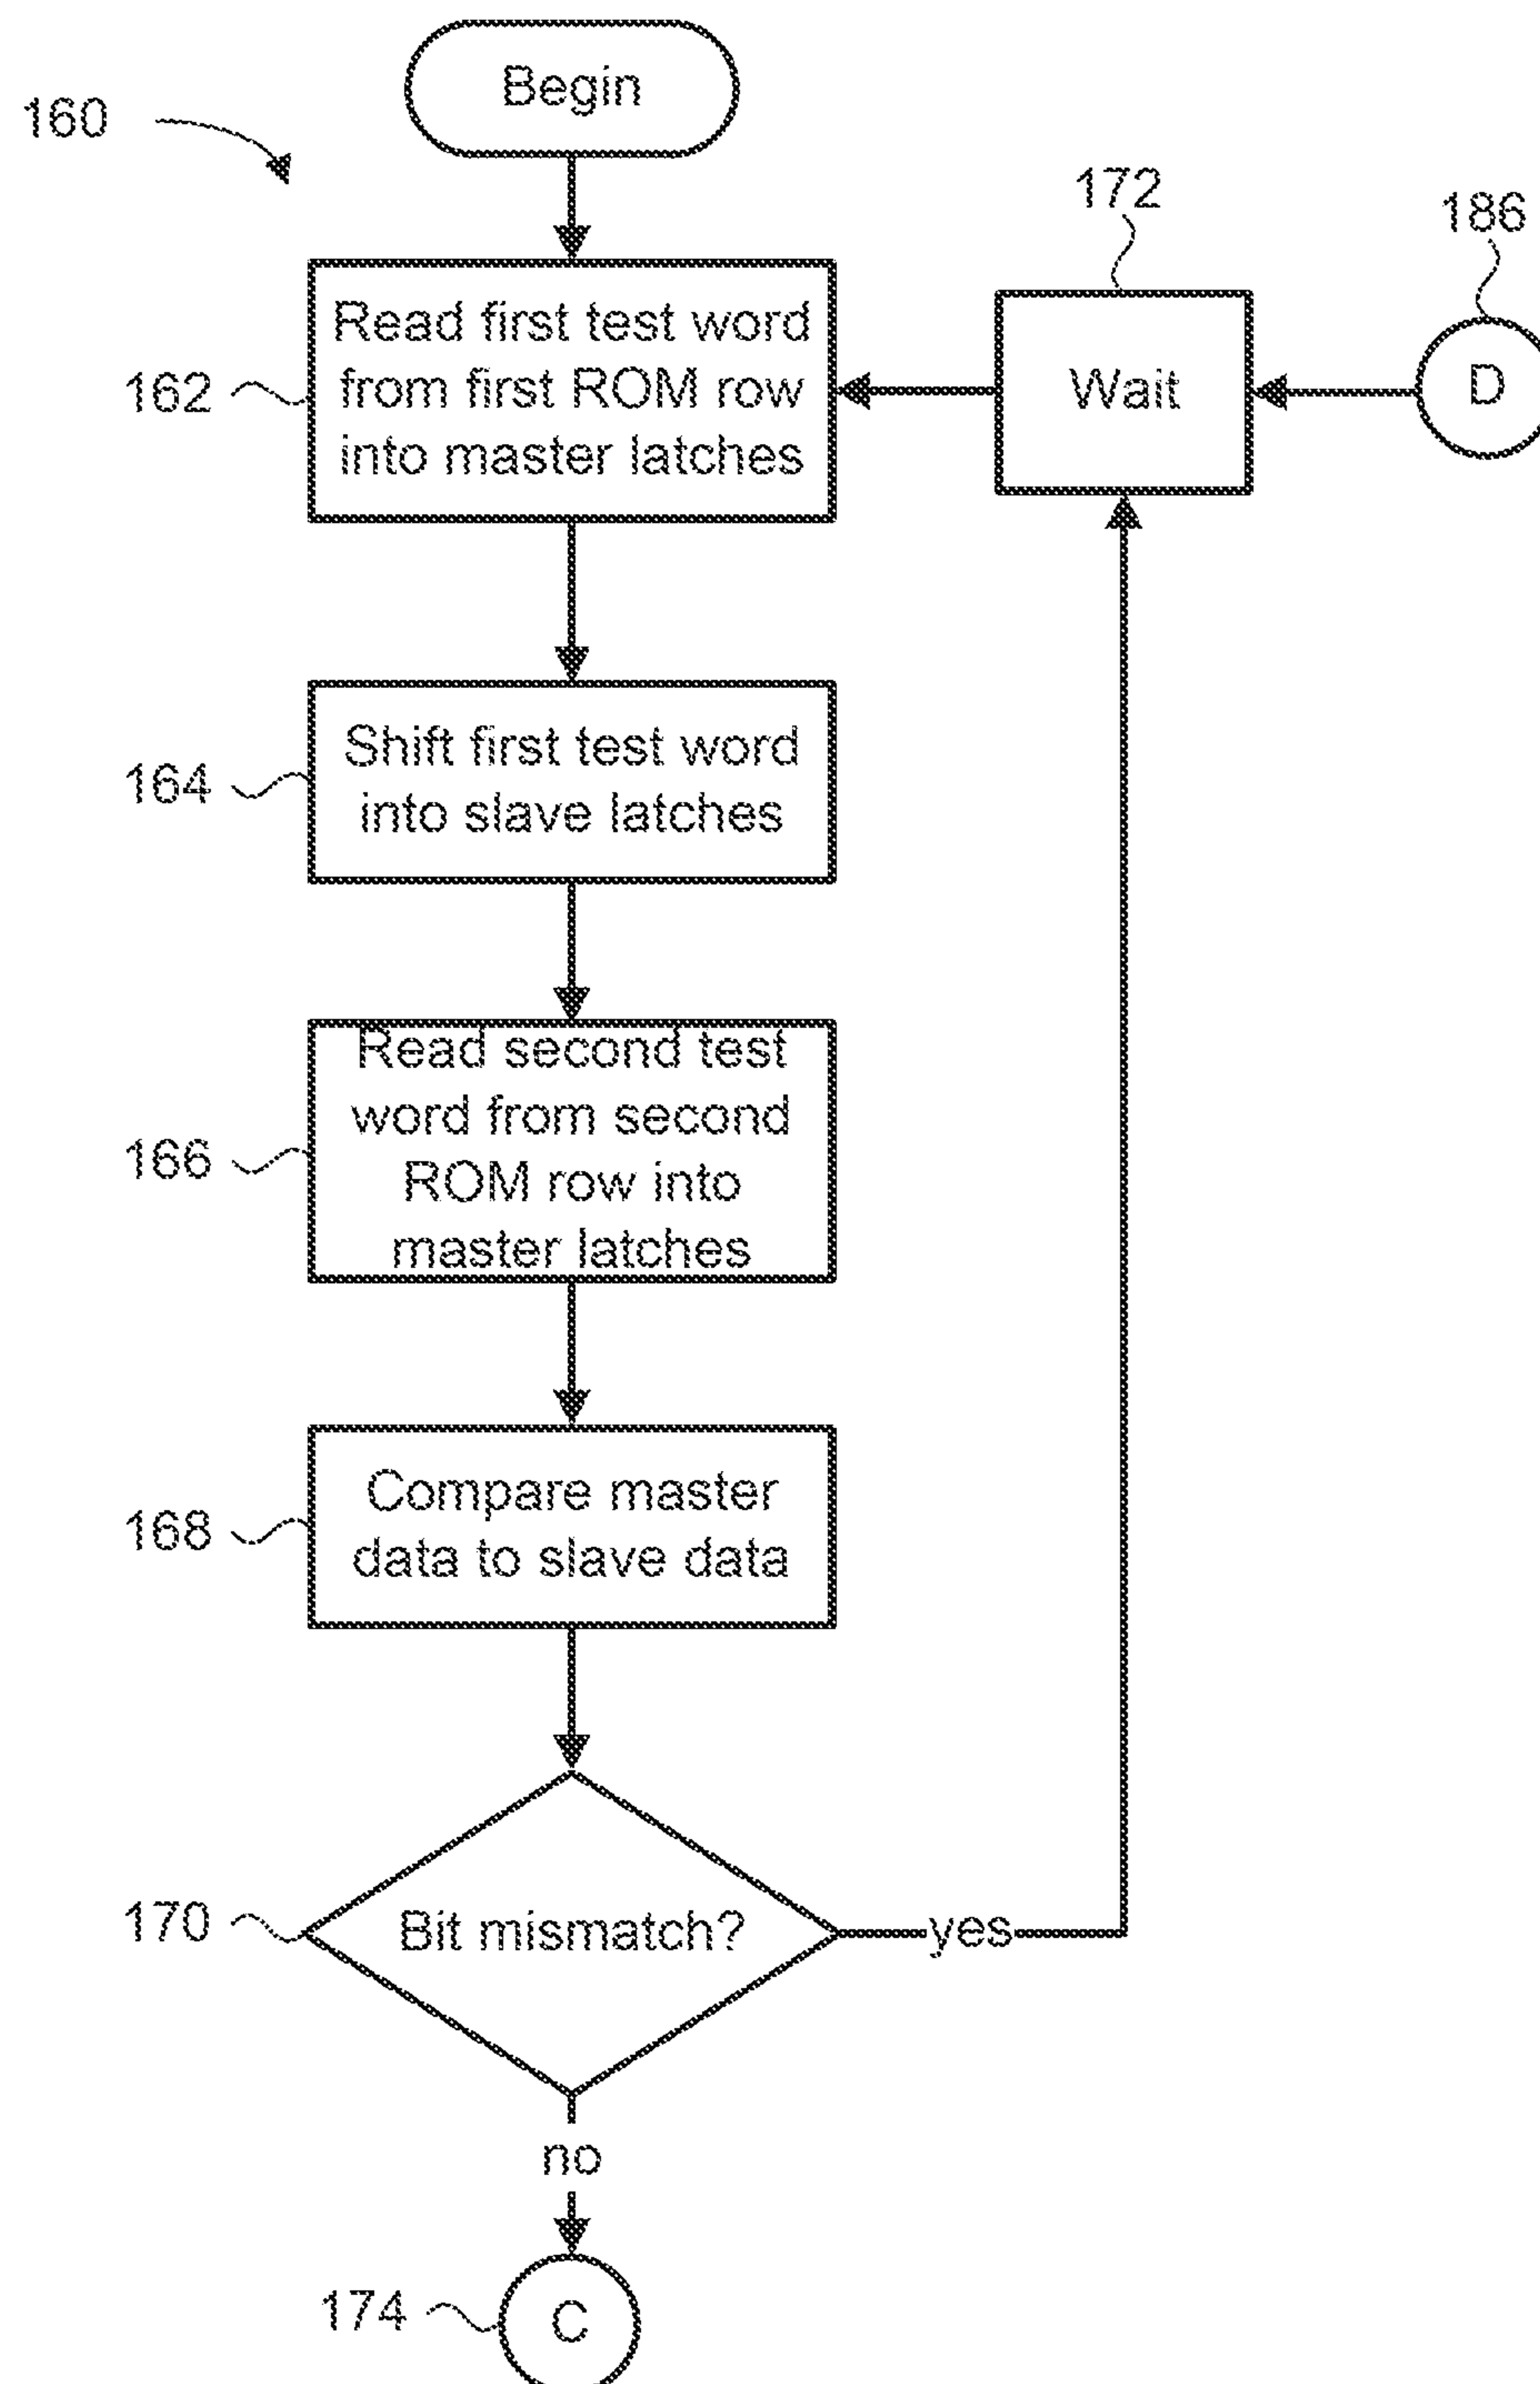 Begin
160
172
186
Read first test word
from first ROM row
into master latches
162
Wait
D
Shift first test word
into slave latches
164
Read second test
word from second
ROM row into
master latches
166
Compare master
data to slave data
168
Bit mismatch?
170
yes
no
C
174